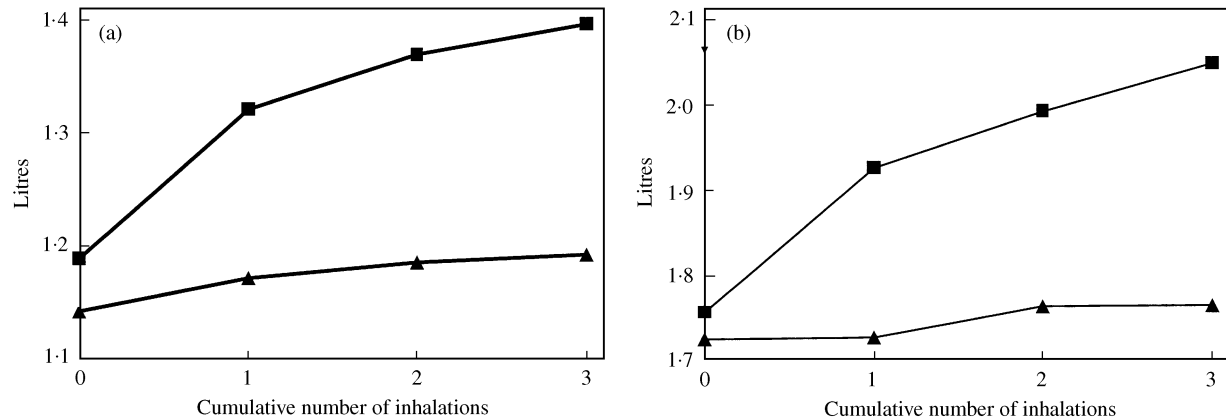 (a)
1·4
1·3
1·2
1·1
Litres
0 1 2 3
Cumulative number of inhalations
(b)
2·1
2·0
1·9
1·8
1·7
Litres
0 1 2 3
Cumulative number of inhalations